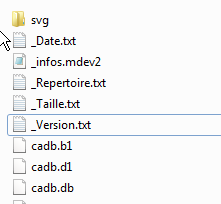 svg
_Date.txt
_infos.mdev2
_Repertoire.txt
_Taille.txt
_Version.txt
cadb.b1
cadb.d1
cadb.db